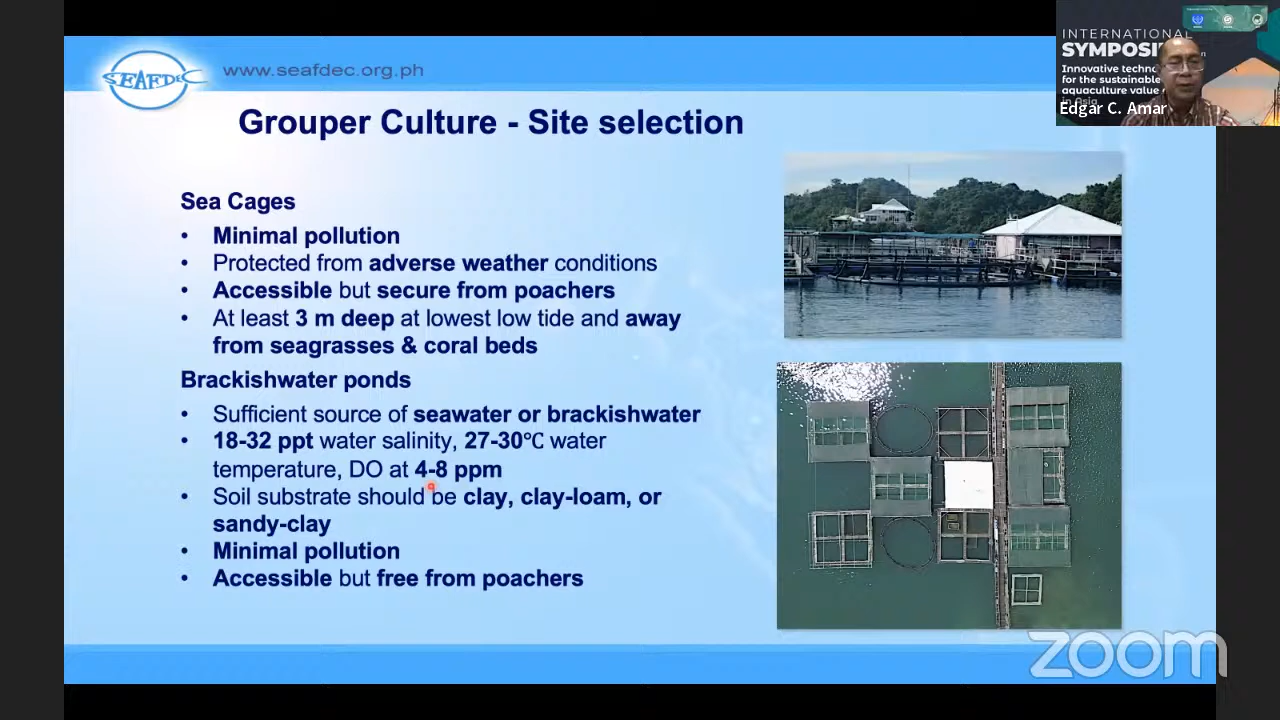 SEAFDEC
www.seafdec.org.ph
INTERNATIONAL
SYMPOSI
Innovative techno
for the sustainable
aquaculture value
in Asia
Edgar C. Amar
Grouper Culture - Site selection
Sea Cages
• Minimal pollution
• Protected from adverse weather conditions
• Accessible but secure from poachers
• At least 3 m deep at lowest low tide and away
from seagrasses & coral beds
Brackishwater ponds
• Sufficient source of seawater or brackishwater
• 18-32 ppt water salinity, 27-30℃ water
temperature, DO at 4-8 ppm
• Soil substrate should be clay, clay-loam, or
sandy-clay
• Minimal pollution
• Accessible but free from poachers
zoom